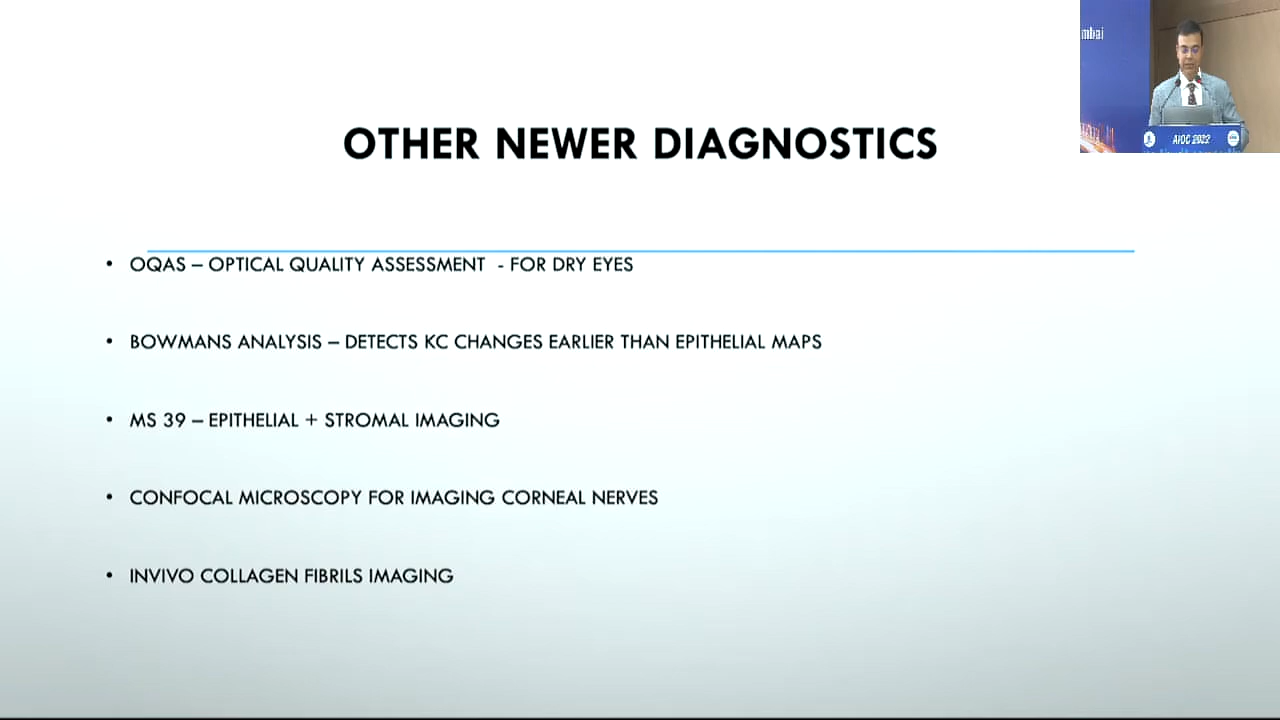 mbai
AIOC 2022
OTHER NEWER DIAGNOSTICS
• OQAS – OPTICAL QUALITY ASSESSMENT - FOR DRY EYES
• BOWMANS ANALYSIS – DETECTS KC CHANGES EARLIER THAN EPITHELIAL MAPS
• MS 39 – EPITHELIAL + STROMAL IMAGING
• CONFOCAL MICROSCOPY FOR IMAGING CORNEAL NERVES
• INVIVO COLLAGEN FIBRILS IMAGING